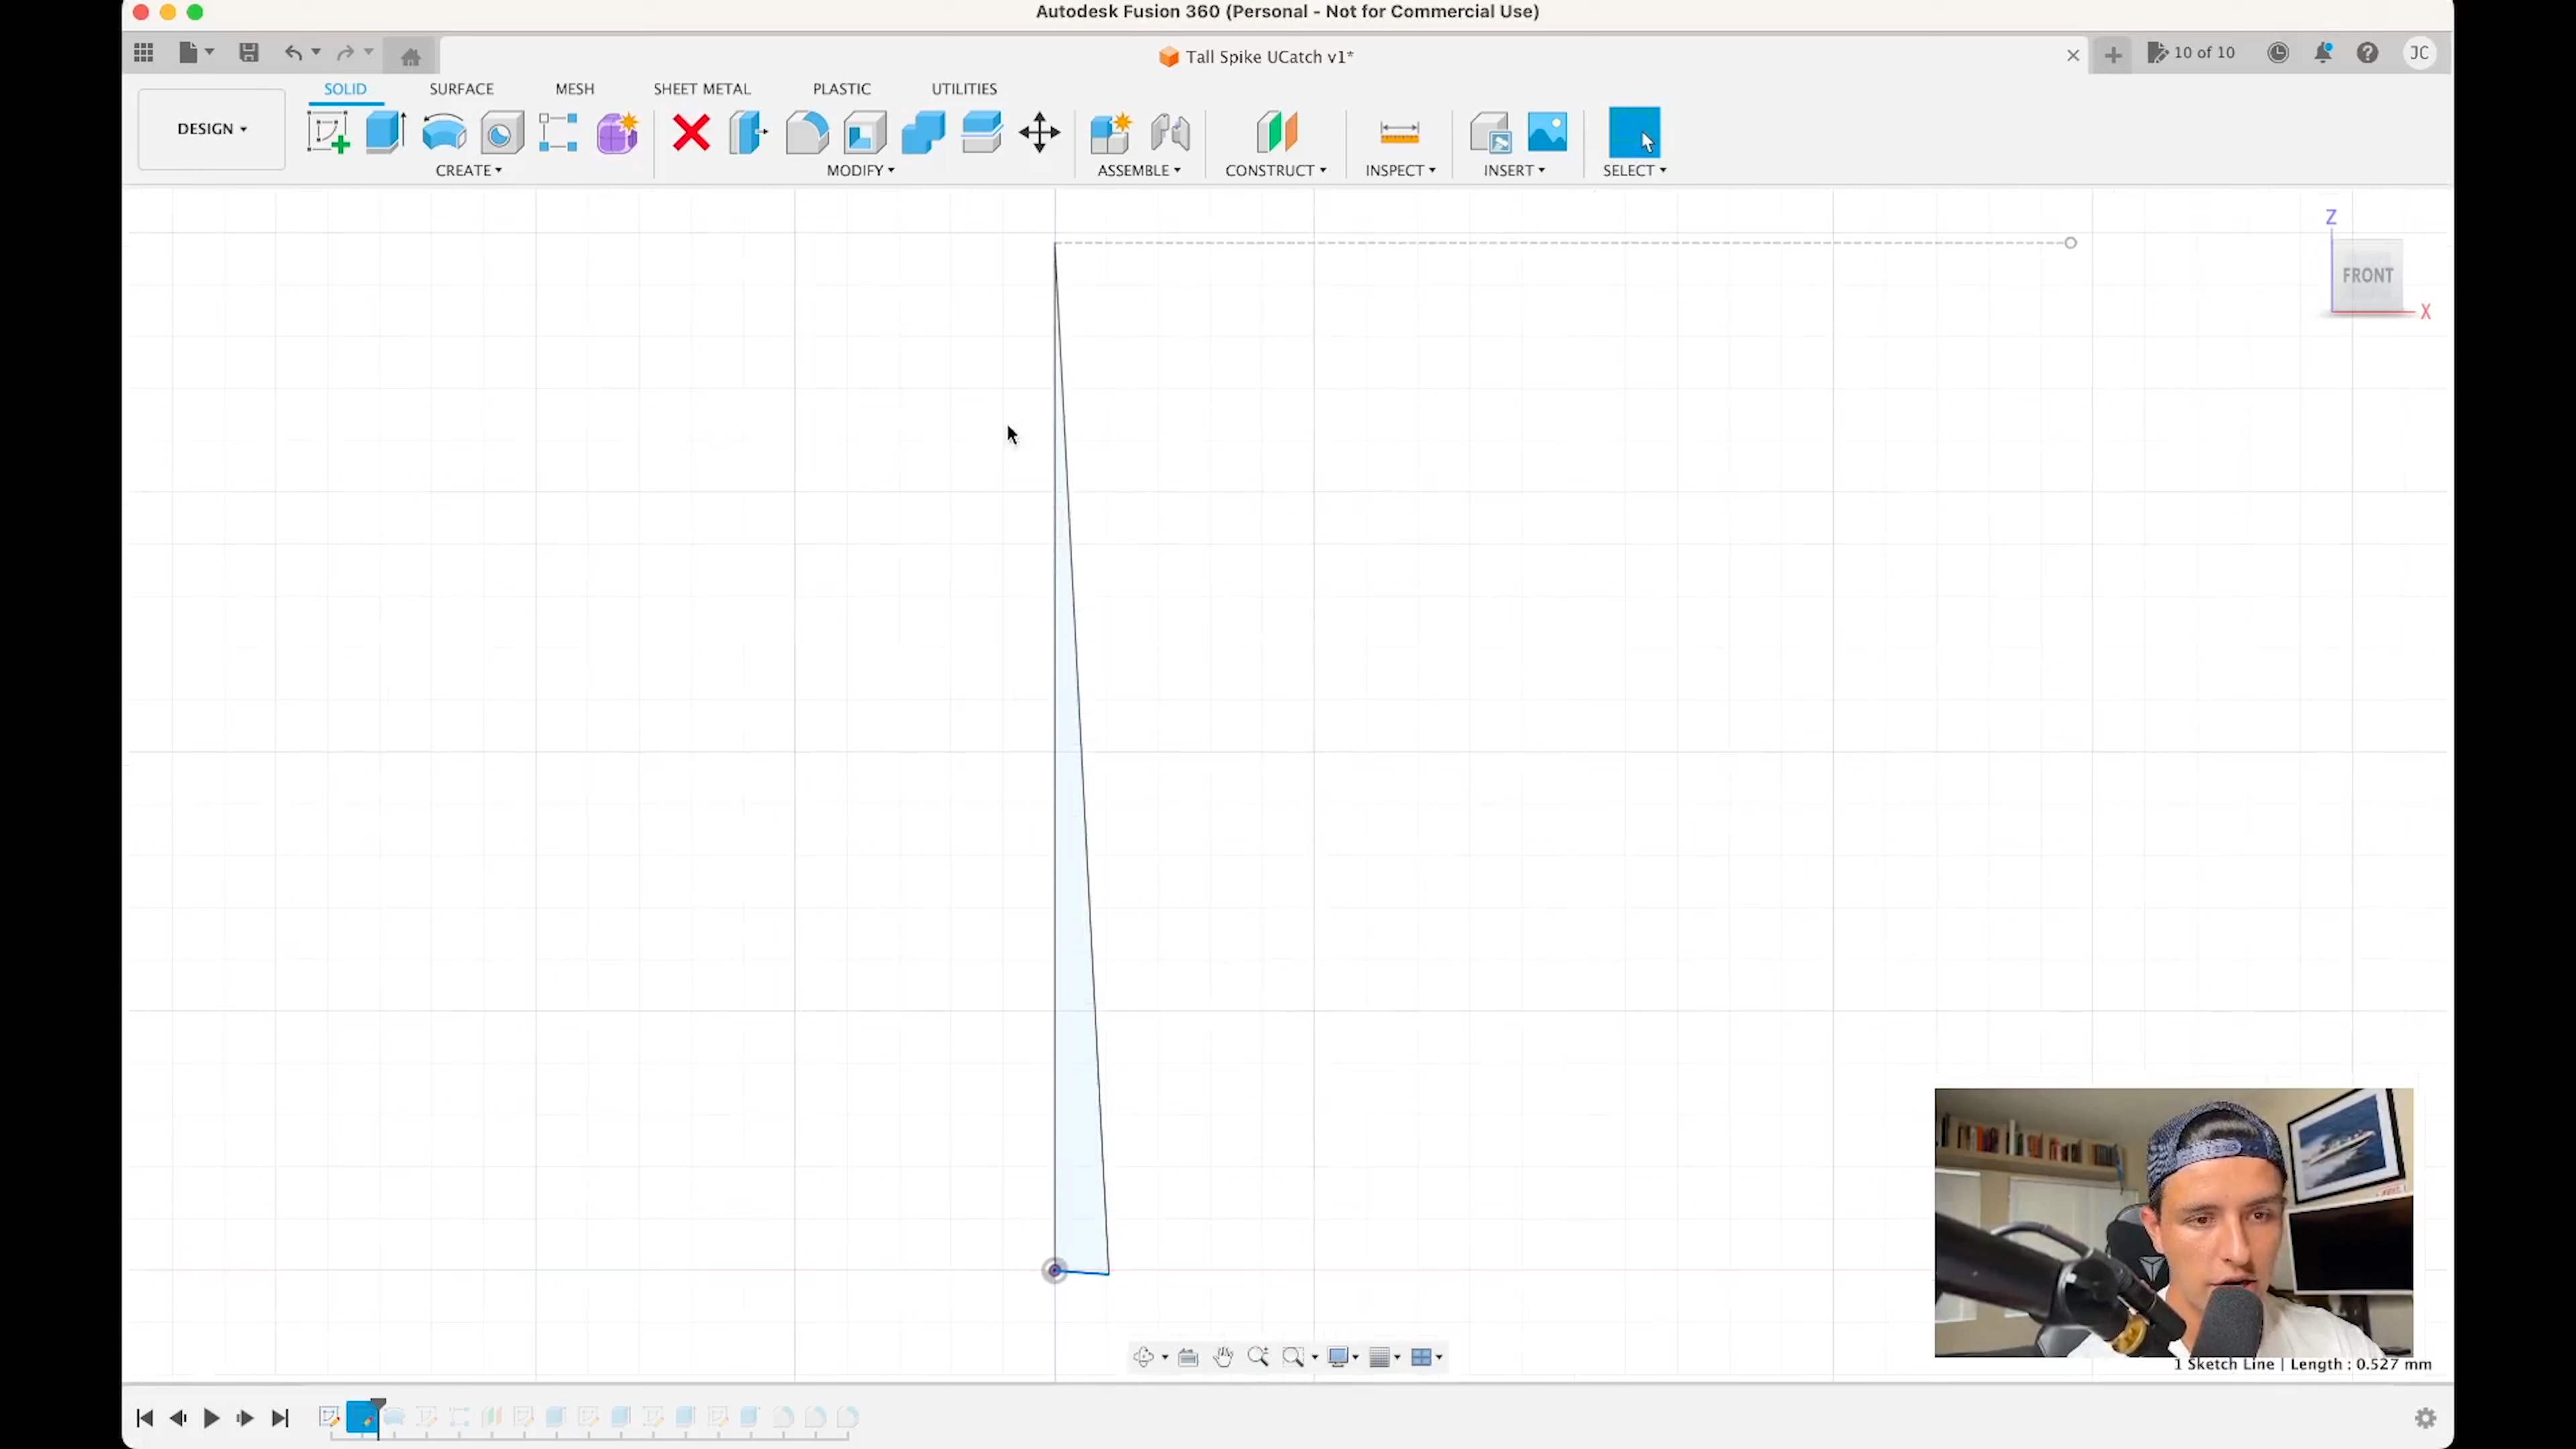 Autodesk Fusion 360 (Personal - Not for Commercial Use)
Tall Spike UCatch v1*
10 of 10
JC
SOLID
SURFACE
MESH
SHEET METAL
PLASTIC
UTILITIES
DESIGN
CREATE
MODIFY
ASSEMBLE
CONSTRUCT
INSPECT
INSERT
SELECT
Z
FRONT
X
1 Sketch Line | Length : 0.527 mm